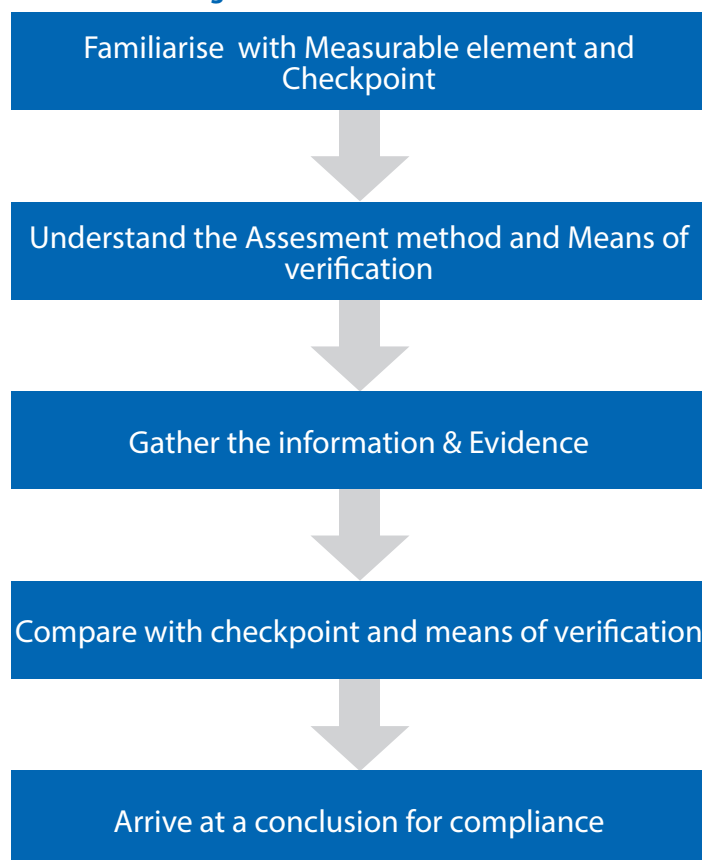 Familiarise with Measurable element and
Checkpoint
Understand the Assesment method and Means of
verification
Gather the information & Evidence
Compare with checkpoint and means of verification
Arrive at a conclusion for compliance